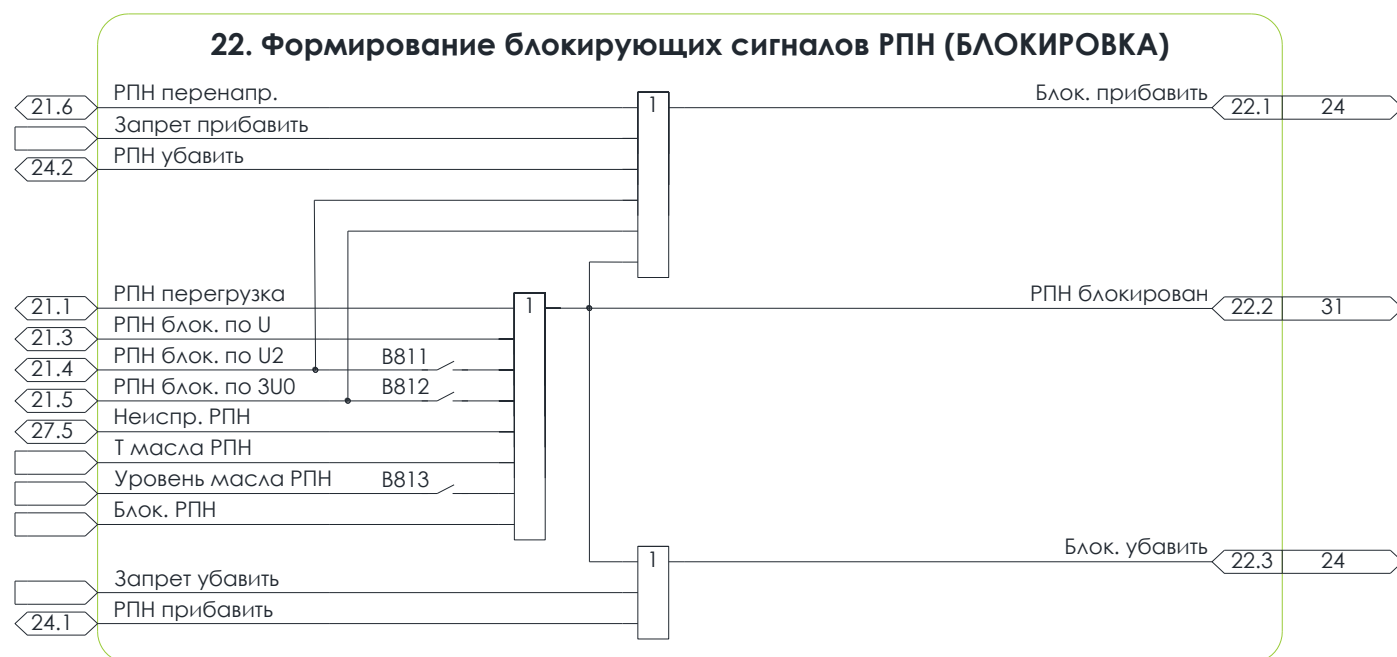 22. Формирование блокирующих сигналов РПН (БЛОКИРОВКА)
21.6 РПН перенапр. 1 Блок. прибавить 22.1 24
Запрет прибавить
24.2 РПН убавить
21.1 РПН перегрузка 1 РПН блокирован 22.2 31
21.3 РПН блок. по U
21.4 РПН блок. по U2 B811
21.5 РПН блок. по 3U0 B812
27.5 Неиспр. РПН
Т масла РПН
Уровень масла РПН B813
Блок. РПН
1 Блок. убавить 22.3 24
Запрет убавить
24.1 РПН прибавить